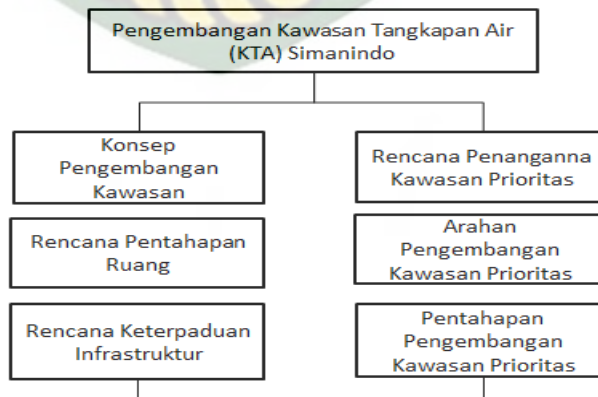 Pengembangan Kawasan Tangkapan Air
(KTA) Simanindo
Konsep
Pengembangan
Kawasan
Rencana Pentahapan
Ruang
Rencana Keterpaduan
Infrastruktur
Rencana Penanganna
Kawasan Prioritas
Arahan
Pengembangan
Kawasan Prioritas
Pentahapan
Pengembangan
Kawasan Prioritas